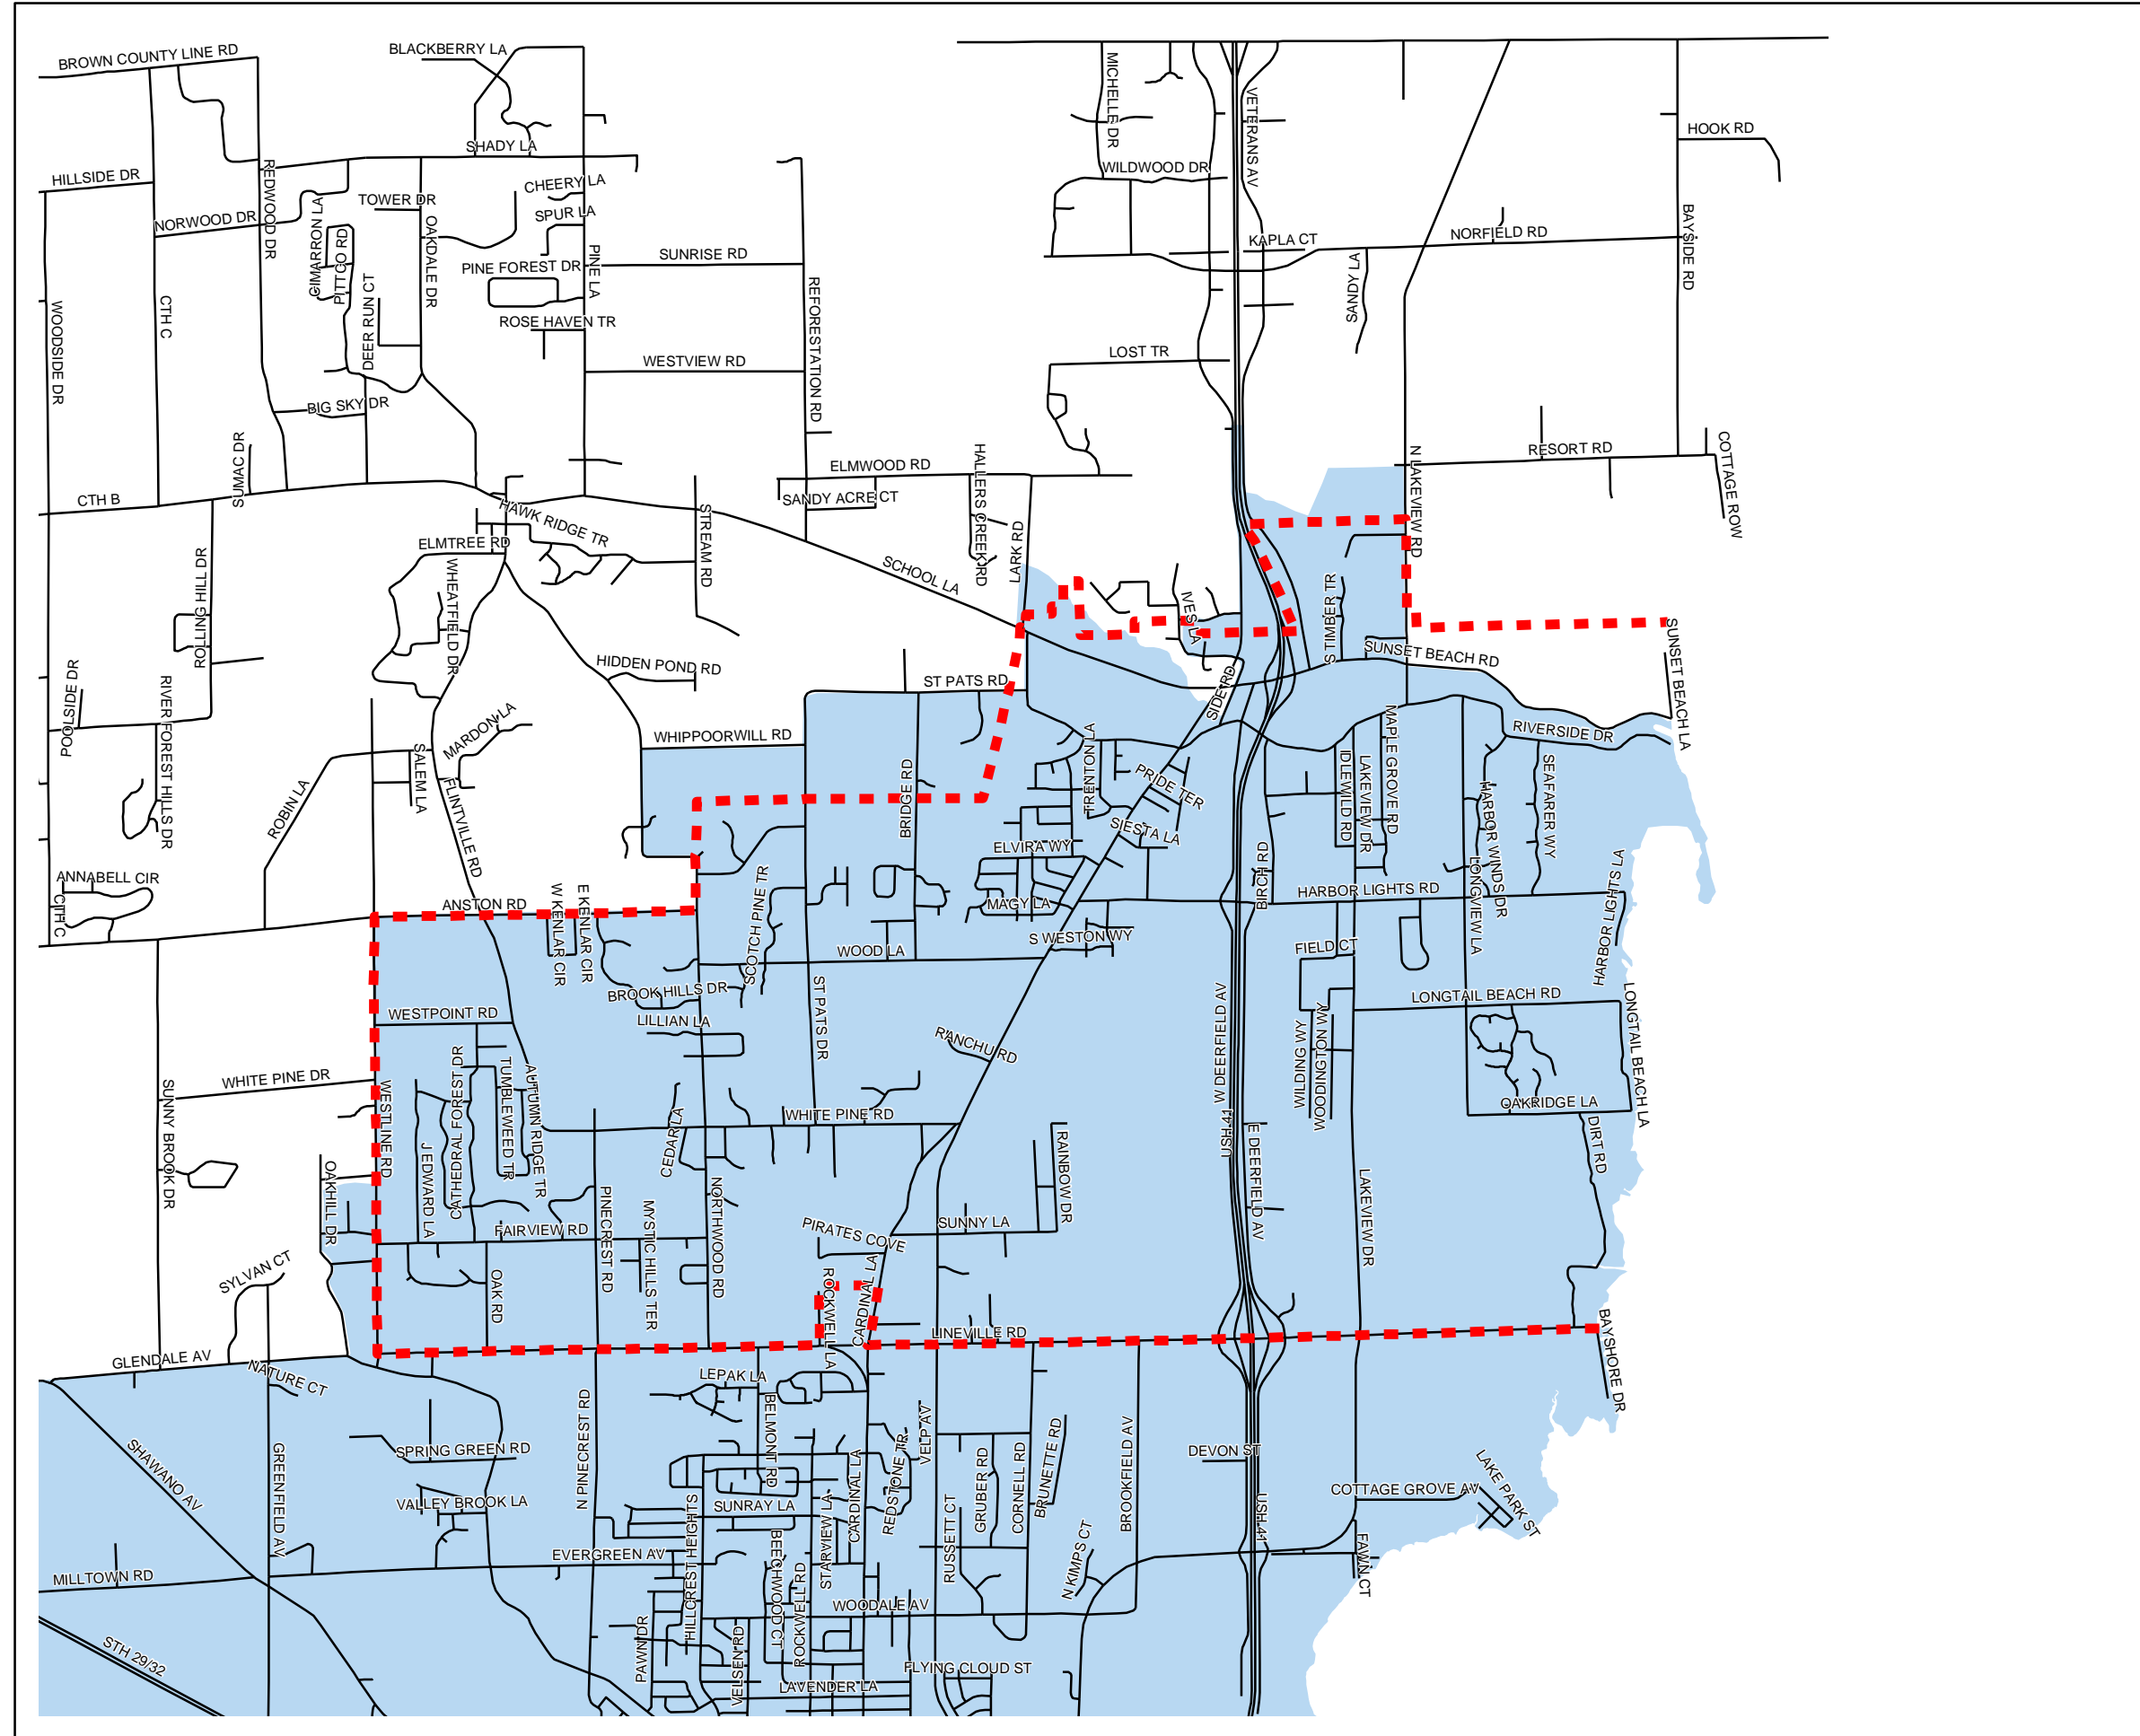 BROWN COUNTY LINE RD
BLACKBERRY LA
MICHELLE DR
VETERANS AV
HOOK RD
SHADY LA
WILDWOOD DR
HILLSIDE DR
REDWOOD DR
CHEERY LA
TOWER DR
CIMARRON LA
SPUR LA
NORWOOD DR
OAKDALE DR
PITTCO RD
BAYSIDE RD
KAPLA CT
NORFIELD RD
SUNRISE RD
PINE LA
PINE FOREST DR
SANDY LA
DEER RUN CT
REFORESTATION RD
CTH C
WOODSIDE DR
ROSE HAVEN TR
LOST TR
WESTVIEW RD
BIG SKY DR
SUMAC DR
COTTAGE ROW
RESORT RD
N LAKEVIEW RD
HALLERS CREEK RD
ELMWOOD RD
CTH B
SANDY ACRE CT
HAWK RIDGE TR
STREAM RD
LARK RD
ELMTREE RD
SCHOOL LA
ROLLING HILL DR
WHEATFIELD DR
IVES LA
S TIMBER TR
SUNSET BEACH RD
SUNSET BEACH LA
HIDDEN POND RD
POOLSIDE DR
RIVER FOREST HILLS DR
ST PATS RD
SIDE RD
MARDON LA
MAPLE GROVE RD
RIVERSIDE DR
WHIPPOORWILL RD
SALEM LA
TRENTON LA
IDLEWILD RD
LAKEVIEW DR
SEAFARER WY
BRIDGE RD
PRIDE TER
HARBOR WINDS DR
ROBIN LA
FLINTVILLE RD
SIESTA LA
ELVIRA WY
BIRCH RD
HARBOR LIGHTS LA
ANNABELL CIR
CTH C
ANSTON RD
W KENLAR CIR
E KENLAR CIR
SCOTCH PINE TR
MAGY LA
HARBOR LIGHTS RD
LONGVIEW LA
S WESTON WY
WOOD LA
FIELD CT
BROOK HILLS DR
LONGTAIL BEACH RD
LONGTAIL BEACH LA
WESTPOINT RD
LILLIAN LA
ST PATS DR
RANCHU RD
W DEERFIELD AV
WILDING WY
WOODINGTON WY
WHITE PINE DR
SUNNY BROOK DR
WESTLINE RD
CATHEDRAL FOREST DR
TUMBLEWEED TR
AUTUMN RIDGE TR
CEDAR LA
WHITE PINE RD
OAKRIDGE LA
DIRT RD
J EDWARD LA
USH 41
E DEERFIELD AV
RAINBOW DR
OAKHILL DR
PINECREST RD
MYSTIC HILLS TER
NORTHWOOD RD
LAKEVIEW DR
FAIRVIEW RD
PIRATES COVE
SUNNY LA
SYLVAN CT
OAK RD
ROCKWELL LA
CARDINAL LA
LINEVILLE RD
BAYSHORE DR
GLENDALE AV
NATURE CT
LEPAK LA
BELMONT RD
N PINECREST RD
VELP AV
SHAWANO AV
GREENFIELD AV
SPRING GREEN RD
REDSTONE TR
CARDINAL LA
GRUBER RD
CORNELL RD
BRUNETTE RD
BROOKFIELD AV
DEVON ST
LAKE PARK ST
COTTAGE GROVE AV
VALLEY BROOK LA
SUNRAY LA
STARVIEW LA
USH 41
RUSSETT CT
HILLCREST HEIGHTS
BEECHWOOD CT
EVERGREEN AV
N KIMPS CT
FAWN CT
MILLTOWN RD
ROCKWELL RD
WOODALE AV
PAWN DR
VELSEN RD
STH 29/32
FLYING CLOUD ST
LAVENDER LA